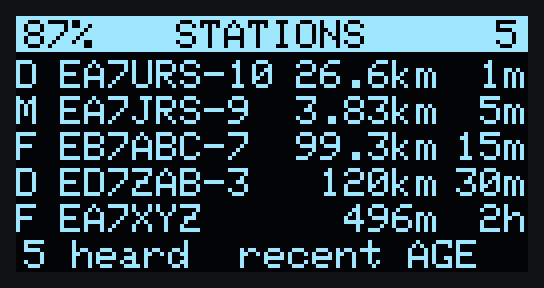 87% STATIONS 5
D EA7URS-10 26.6km 1m
M EA7JRS-9 3.83km 5m
F EB7ABC-7 99.3km 15m
D ED7ZAB-3 120km 30m
F EA7XYZ 496m 2h
5 heard recent AGE